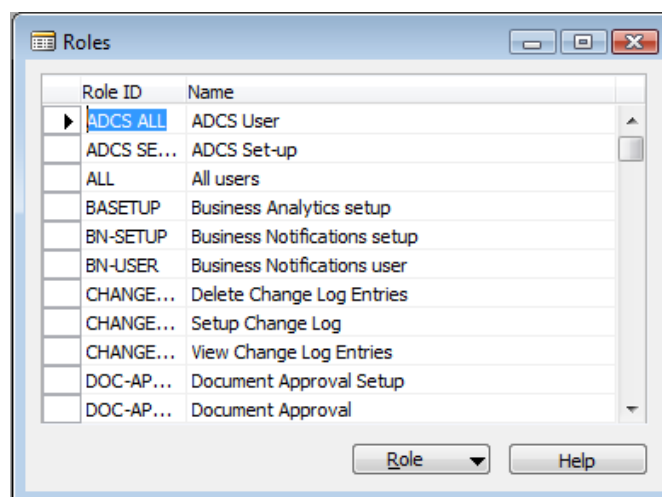 Roles
Role ID Name
ADCS ALL ADCS User
ADCS SE... ADCS Set-up
ALL All users
BASETUP Business Analytics setup
BN-SETUP Business Notifications setup
BN-USER Business Notifications user
CHANGE... Delete Change Log Entries
CHANGE... Setup Change Log
CHANGE... View Change Log Entries
DOC-AP... Document Approval Setup
DOC-AP... Document Approval
Role Help